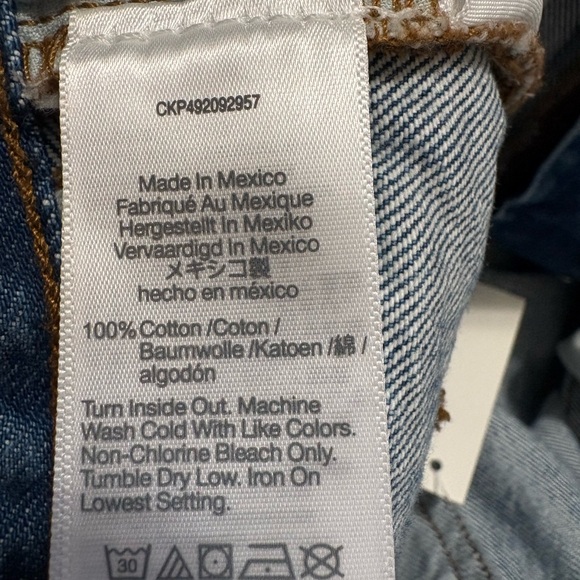 CKP492092957
Made In Mexico
Fabriqué Au Mexique
Hergestellt In Mexiko
Vervaardigd In Mexico
メキシコ製
hecho en méxico
100% Cotton /Coton /
Baumwolle /Katoen /綿 /
algodón
Turn Inside Out. Machine
Wash Cold With Like Colors.
Non-Chlorine Bleach Only.
Tumble Dry Low. Iron On
Lowest Setting.
30